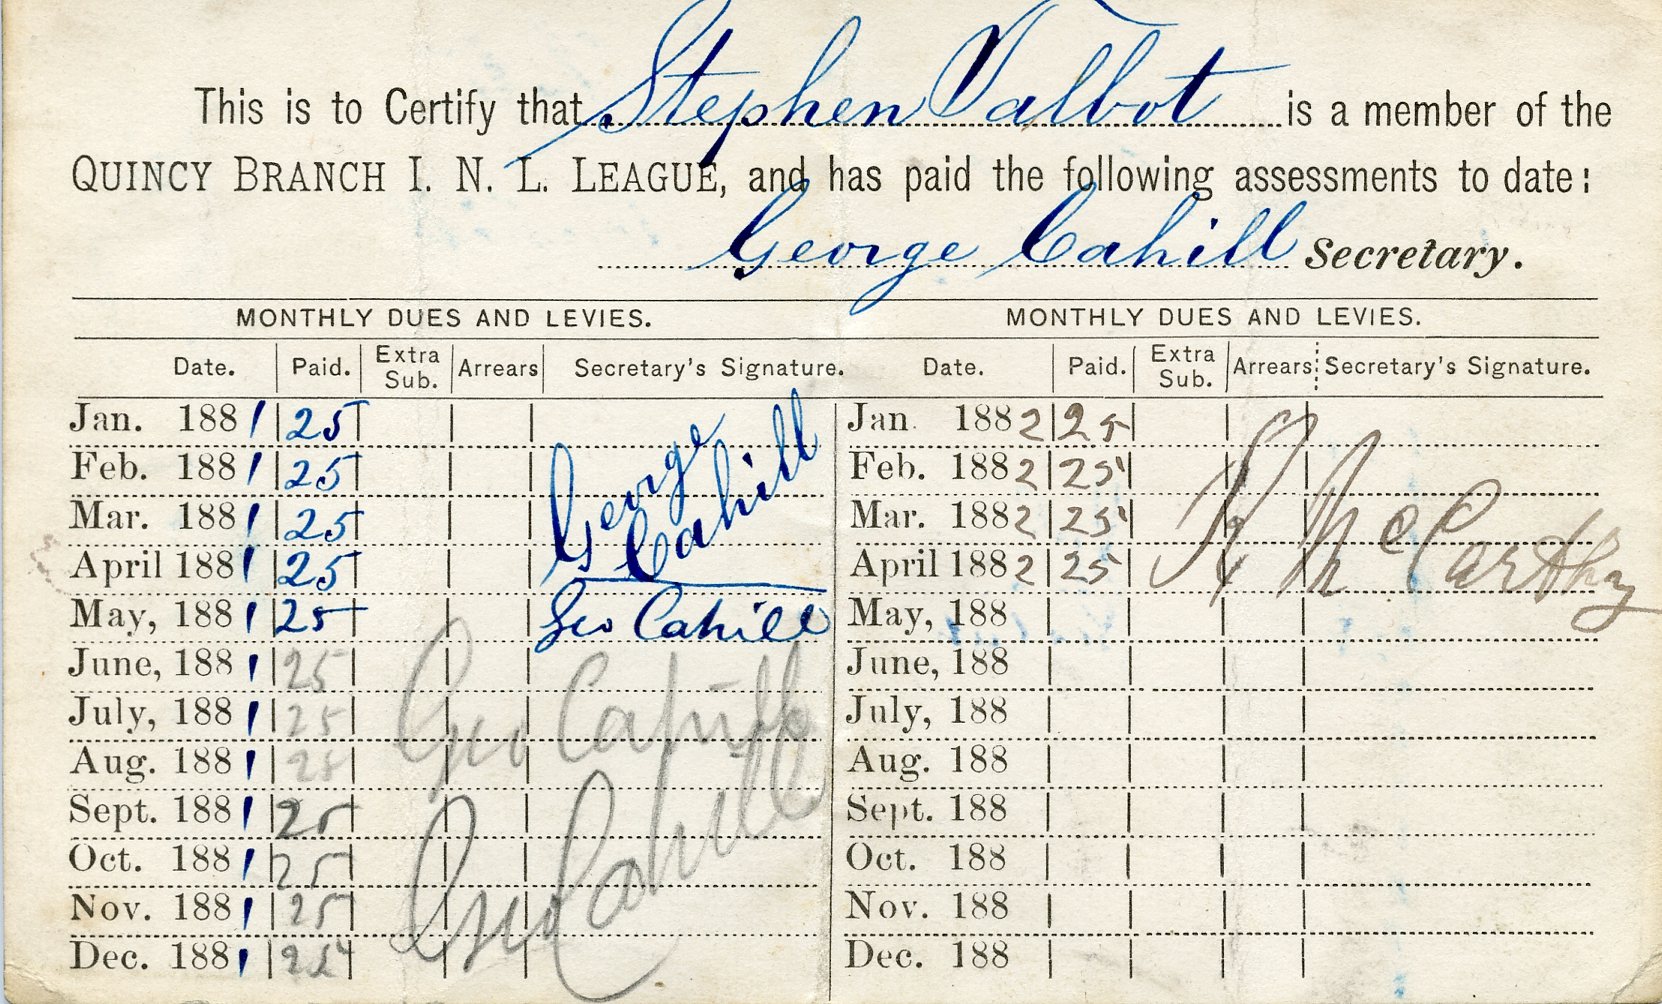 This is to Certify that Stephen Talbot is a member of the
QUINCY BRANCH I. N. L. LEAGUE, and has paid the following assessments to date:
George Cahill Secretary.
MONTHLY DUES AND LEVIES. MONTHLY DUES AND LEVIES.
Date. Paid. Extra Sub. Arrears Secretary's Signature. Date. Paid. Extra Sub. Arrears Secretary's Signature.
Jan. 1881 25 Jan. 1882 25
Feb. 1881 25 George Cahill Feb. 1882 25
Mar. 1881 25 Mar. 1882 25 McCarthy
April 1881 25 April 1882 25
May, 1881 25 Geo Cahill May, 188
June, 1881 25 June, 188
July, 1881 25 Geo Cahill July, 188
Aug. 1881 25 Aug. 188
Sept. 1881 25 Sept. 188
Oct. 1881 25 Geo Cahill Oct. 188
Nov. 1881 25 Nov. 188
Dec. 1881 25 Dec. 188